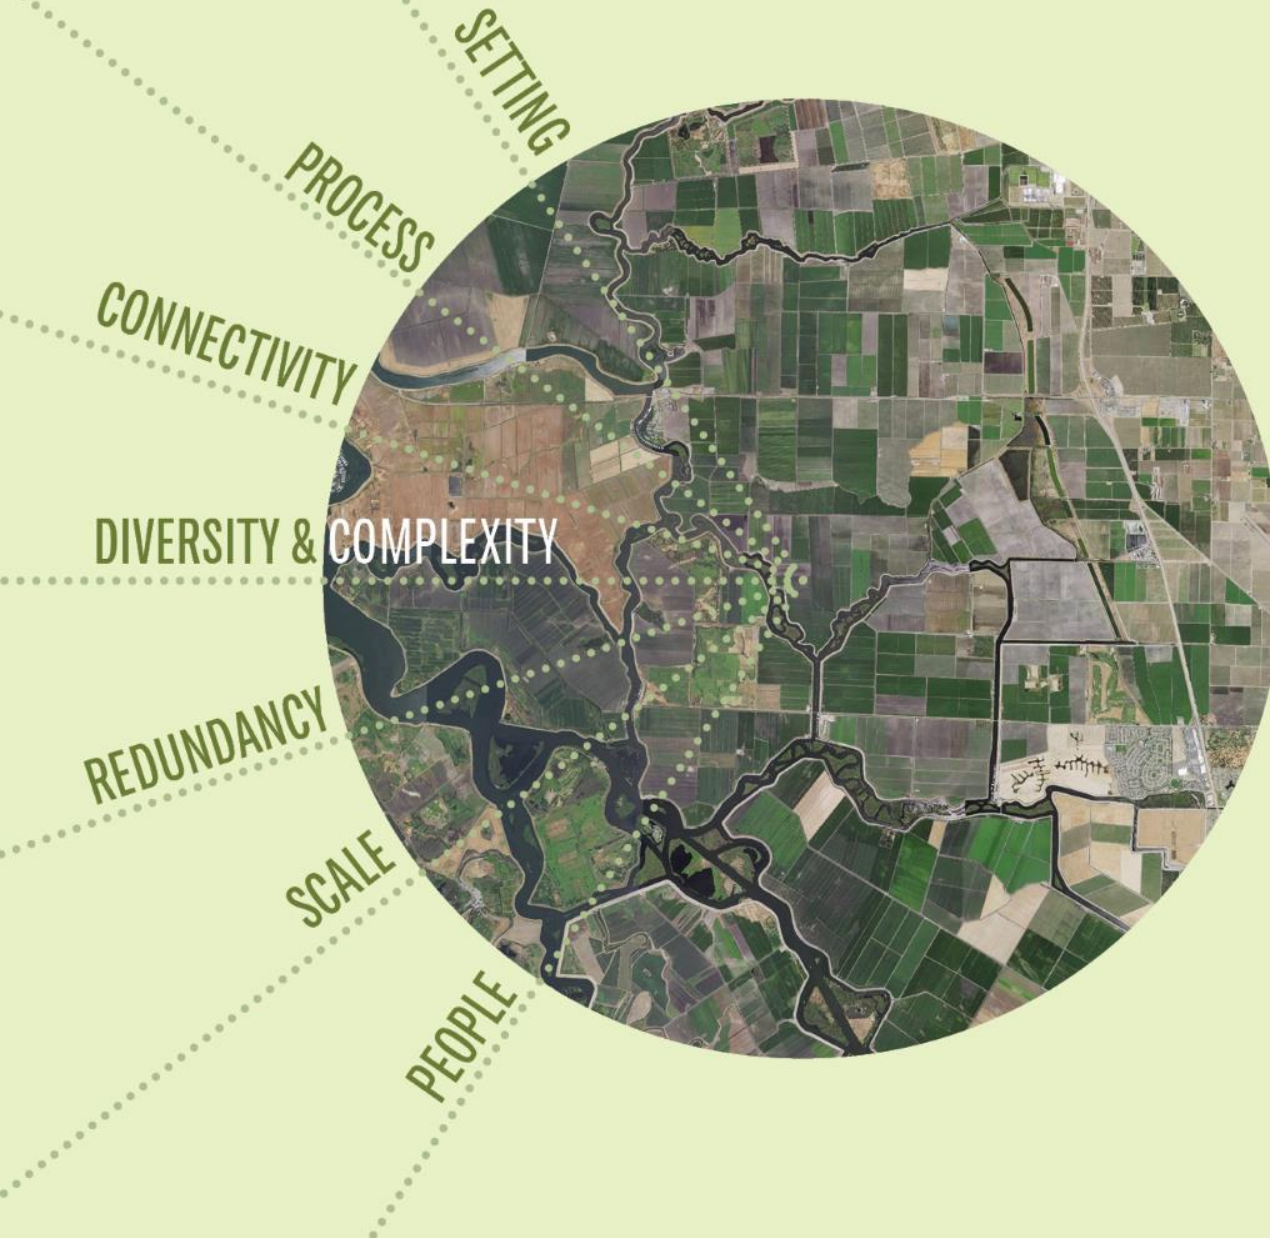 SETTING
PROCESS
CONNECTIVITY
DIVERSITY & COMPLEXITY
REDUNDANCY
SCALE
PEOPLE